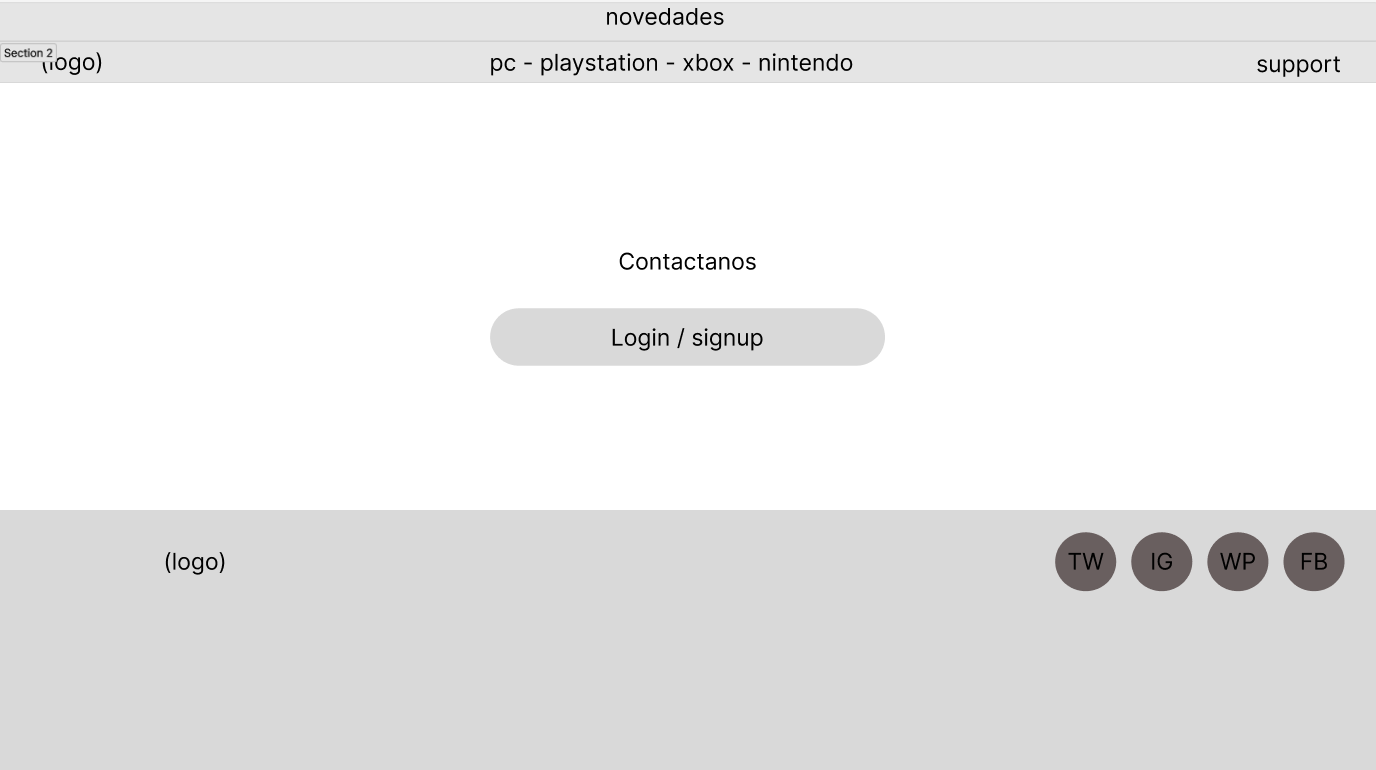 novedades
Section 2
(logo)
pc - playstation - xbox - nintendo
support
Contactanos
Login / signup
(logo)
TW
IG
WP
FB